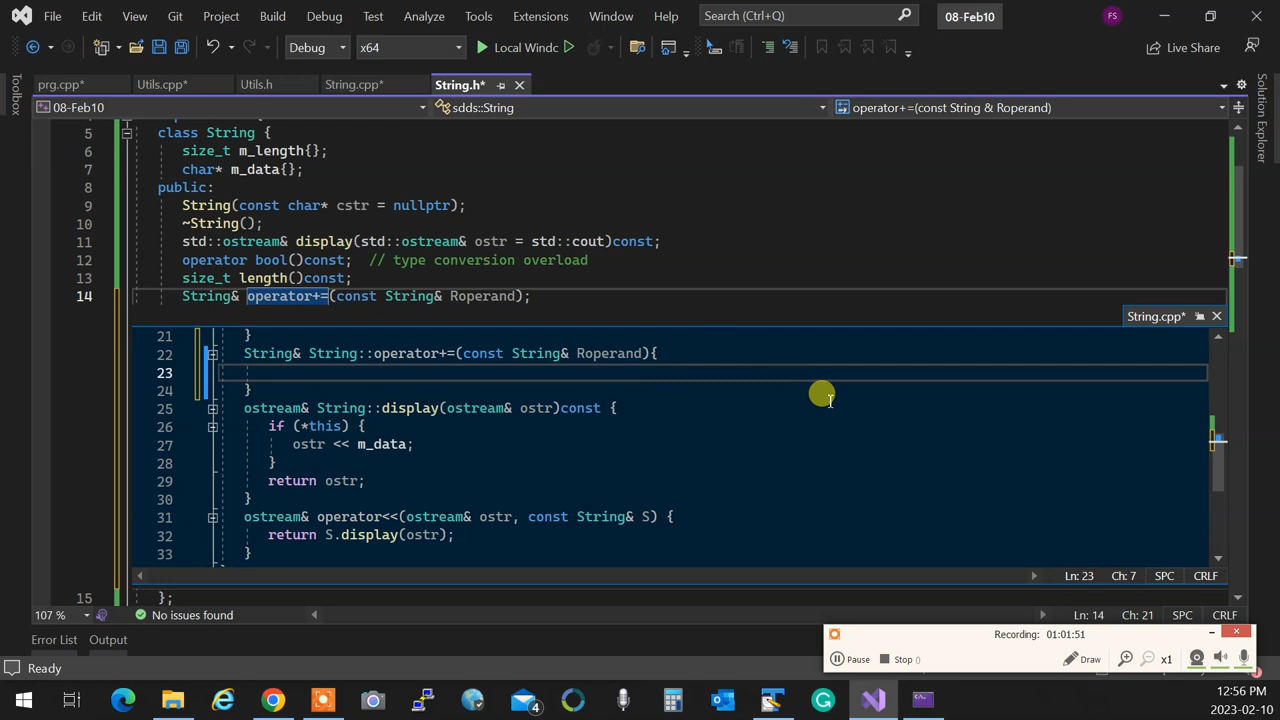 File Edit View Git Project Build Debug Test Analyze Tools Extensions Window Help Search (Ctrl+Q) 08-Feb10 FS
Debug x64 Local Windc Live Share
Toolbox prg.cpp* Utils.cpp* Utils.h String.cpp* String.h* Solution Explorer
08-Feb10 sdds::String operator+=(const String & Roperand)
5 class String {
6 size_t m_length{};
7 char* m_data{};
8 public:
9 String(const char* cstr = nullptr);
10 ~String();
11 std::ostream& display(std::ostream& ostr = std::cout)const;
12 operator bool()const; // type conversion overload
13 size_t length()const;
14 String& operator+=(const String& Roperand);
String.cpp*
21 }
22 String& String::operator+=(const String& Roperand){
23
24 }
25 ostream& String::display(ostream& ostr)const {
26 if (*this) {
27 ostr << m_data;
28 }
29 return ostr;
30 }
31 ostream& operator<<(ostream& ostr, const String& S) {
32 return S.display(ostr);
33 }
Ln: 23 Ch: 7 SPC CRLF
15 };
107 % No issues found Ln: 14 Ch: 21 SPC CRLF
Error List Output
Recording: 01:01:51
Pause Stop () Draw x1
Ready
4
12:56 PM
2023-02-10